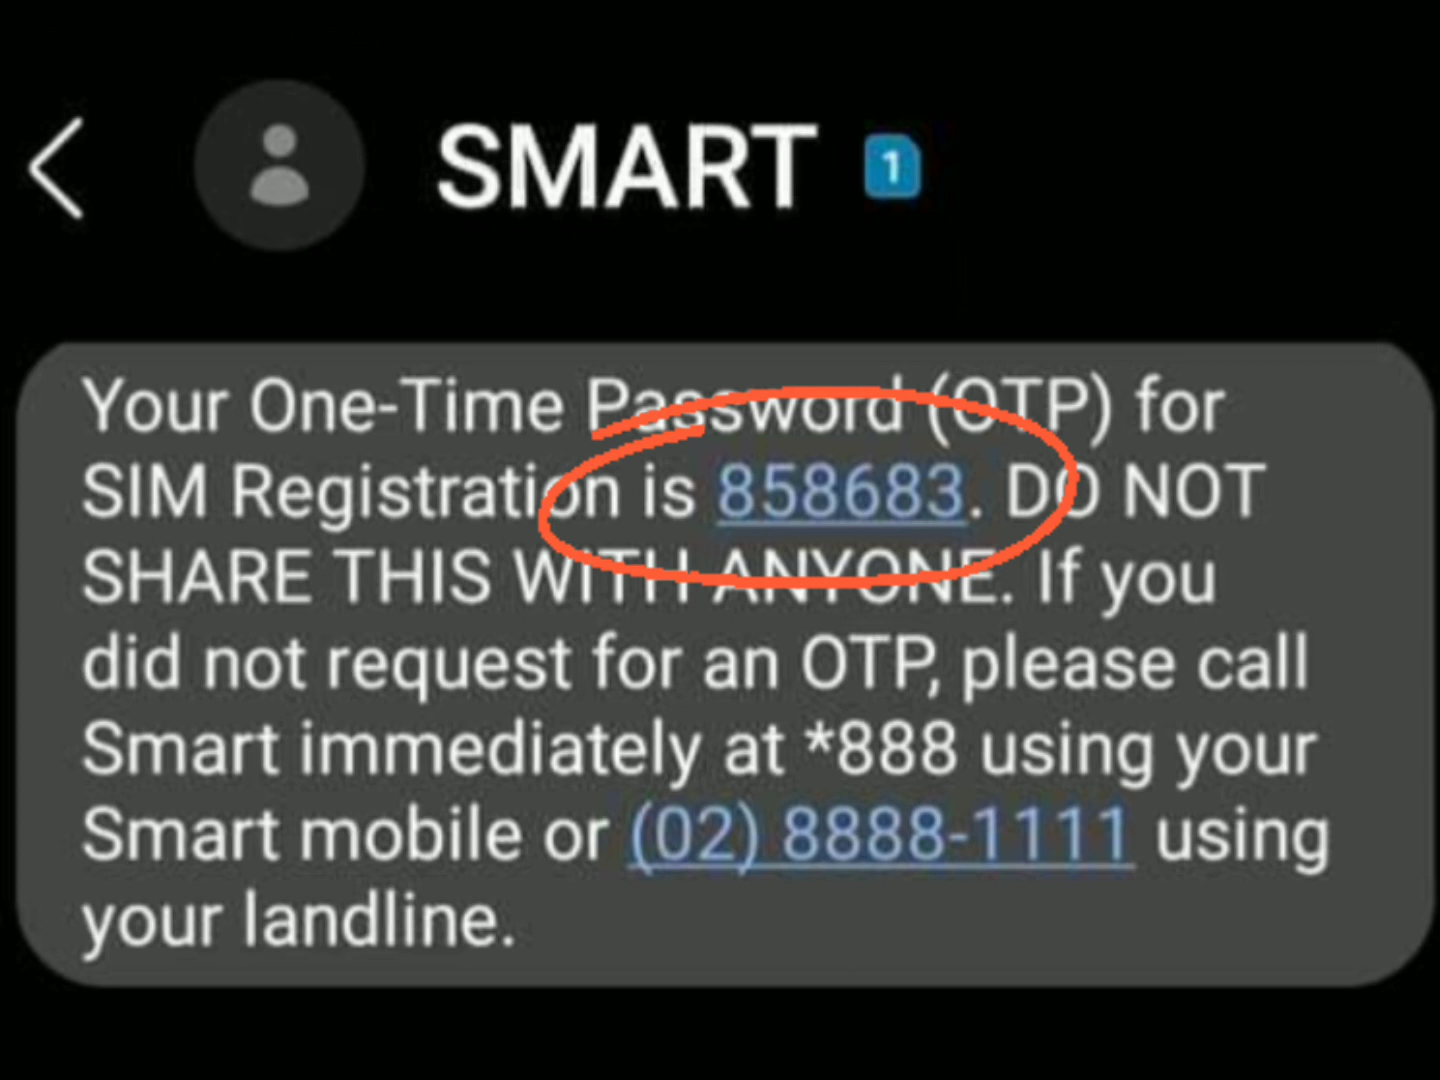 SMART 1
Your One-Time Password (OTP) for
SIM Registration is 858683. DO NOT
SHARE THIS WITH ANYONE. If you
did not request for an OTP, please call
Smart immediately at *888 using your
Smart mobile or (02) 8888-1111 using
your landline.